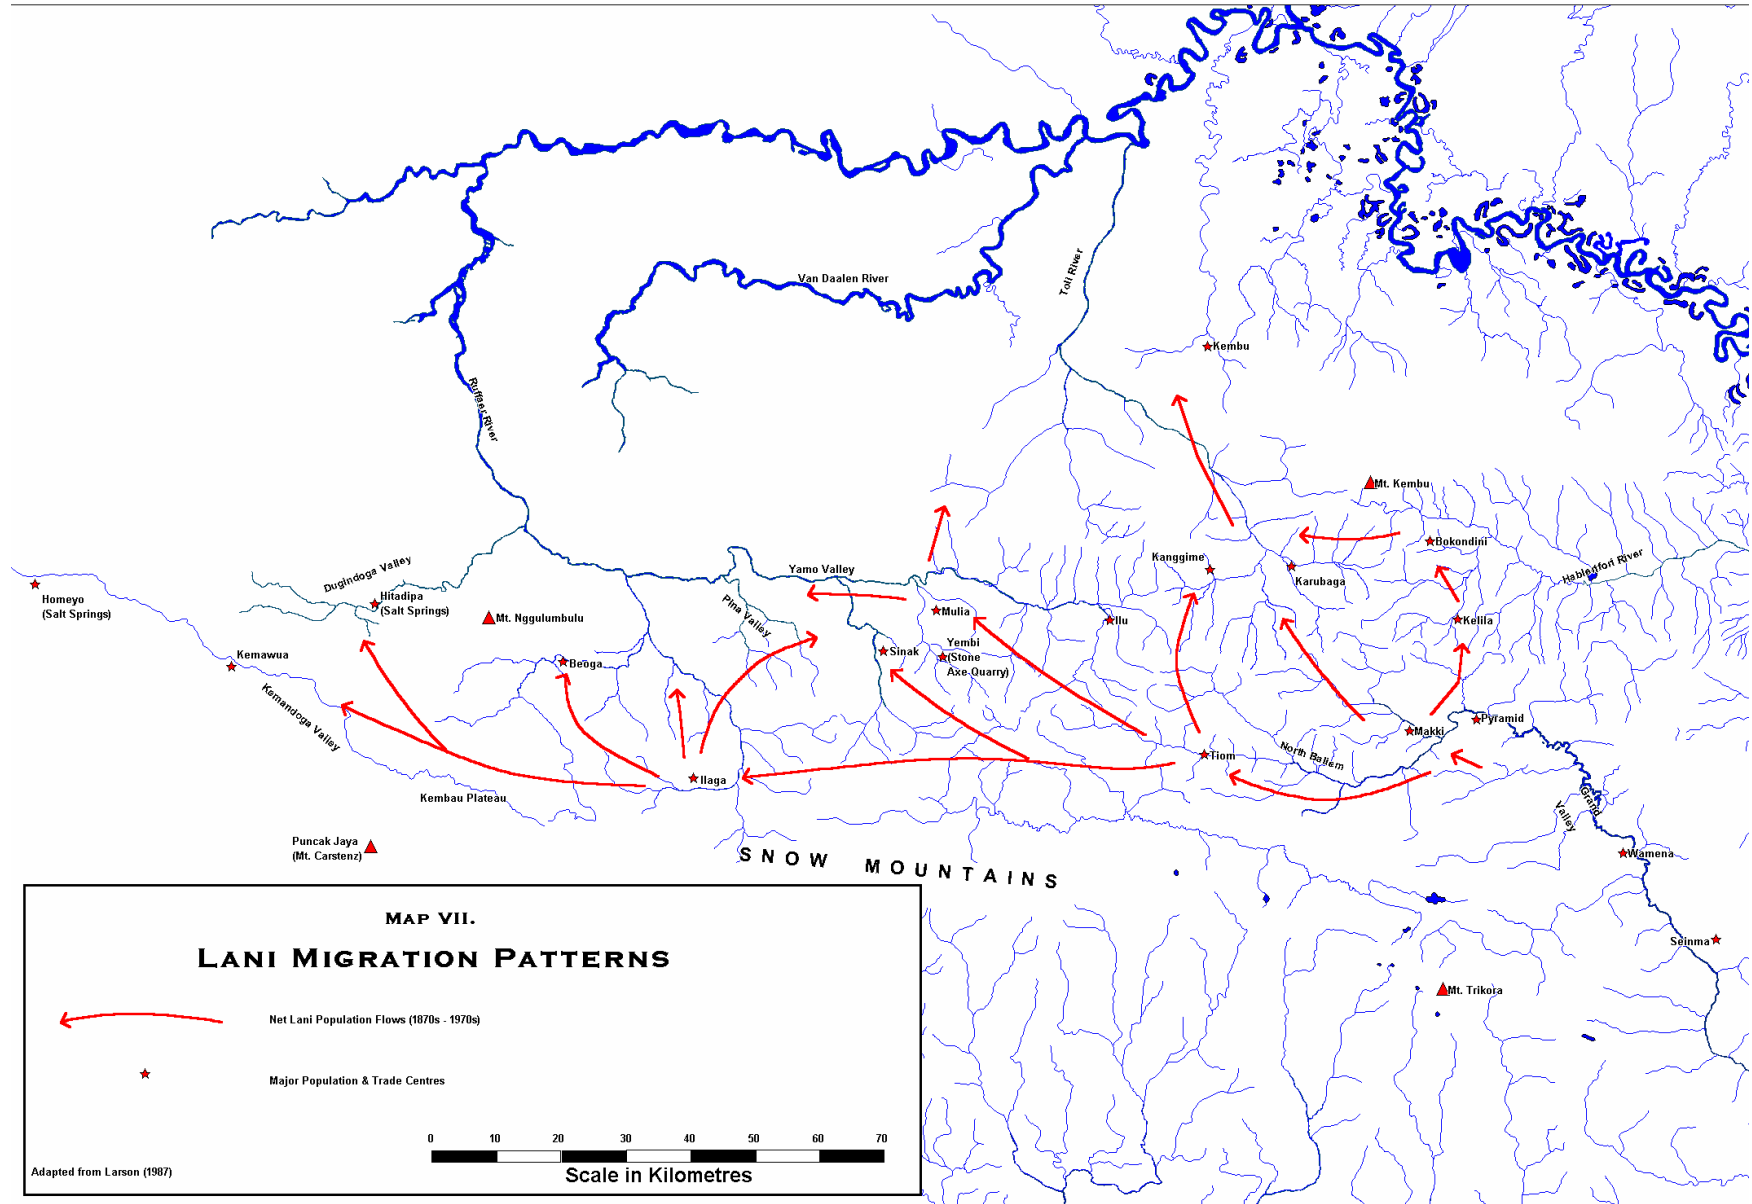 Van Daalen River
Toli River
Kembu
Ruffaer River
Mt. Kembu
Bokondini
Hablenfori River
Kanggime
Karubaga
Yamo Valley
Dugindoga Valley
Homeyo
(Salt Springs)
Hitadipa
(Salt Springs)
Mt. Nggulumbulu
Pina Valley
Mulia
Ilu
Kelila
Kemawua
Beoga
Sinak
Yembi
(Stone
Axe-Quarry)
Kemandoga Valley
Pyramid
Makki
North Baliem
Tiom
Ilaga
Kembau Plateau
Grand
Valley
Puncak Jaya
(Mt. Carstenz)
SNOW MOUNTAINS
Wamena
Seinma
Mt. Trikora
Map VII.
Lani Migration Patterns
Net Lani Population Flows (1870s - 1970s)
Major Population & Trade Centres
0 10 20 30 40 50 60 70
Scale in Kilometres
Adapted from Larson (1987)